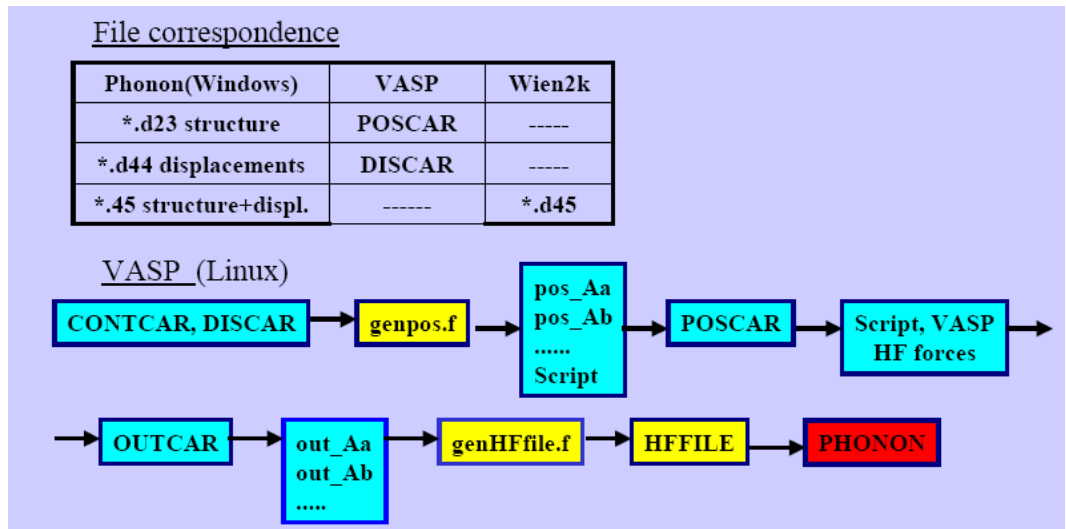 File correspondence
Phonon(Windows) VASP Wien2k
*.d23 structure POSCAR -----
*.d44 displacements DISCAR -----
*.45 structure+displ. ------ *.d45
VASP (Linux)
CONTCAR, DISCAR
genpos.f
pos_Aa
pos_Ab
......
Script
POSCAR
Script, VASP
HF forces
OUTCAR
out_Aa
out_Ab
.....
genHFfile.f
HFFILE
PHONON